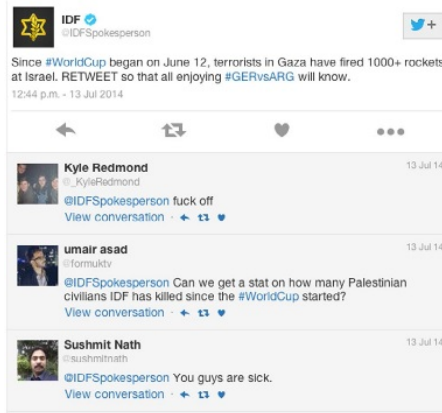 IDF
@IDFSpokesperson
Since #WorldCup began on June 12, terrorists in Gaza have fired 1000+ rockets
at Israel. RETWEET so that all enjoying #GERvsARG will know.
12:44 p.m. - 13 Jul 2014
Kyle Redmond
13 Jul 14
@_KyleRedmond
@IDFSpokesperson fuck off
View conversation ·
umair asad
13 Jul 14
@formuktv
@IDFSpokesperson Can we get a stat on how many Palestinian
civilians IDF has killed since the #WorldCup started?
View conversation ·
Sushmit Nath
13 Jul 14
@sushmitnath
@IDFSpokesperson You guys are sick.
View conversation ·